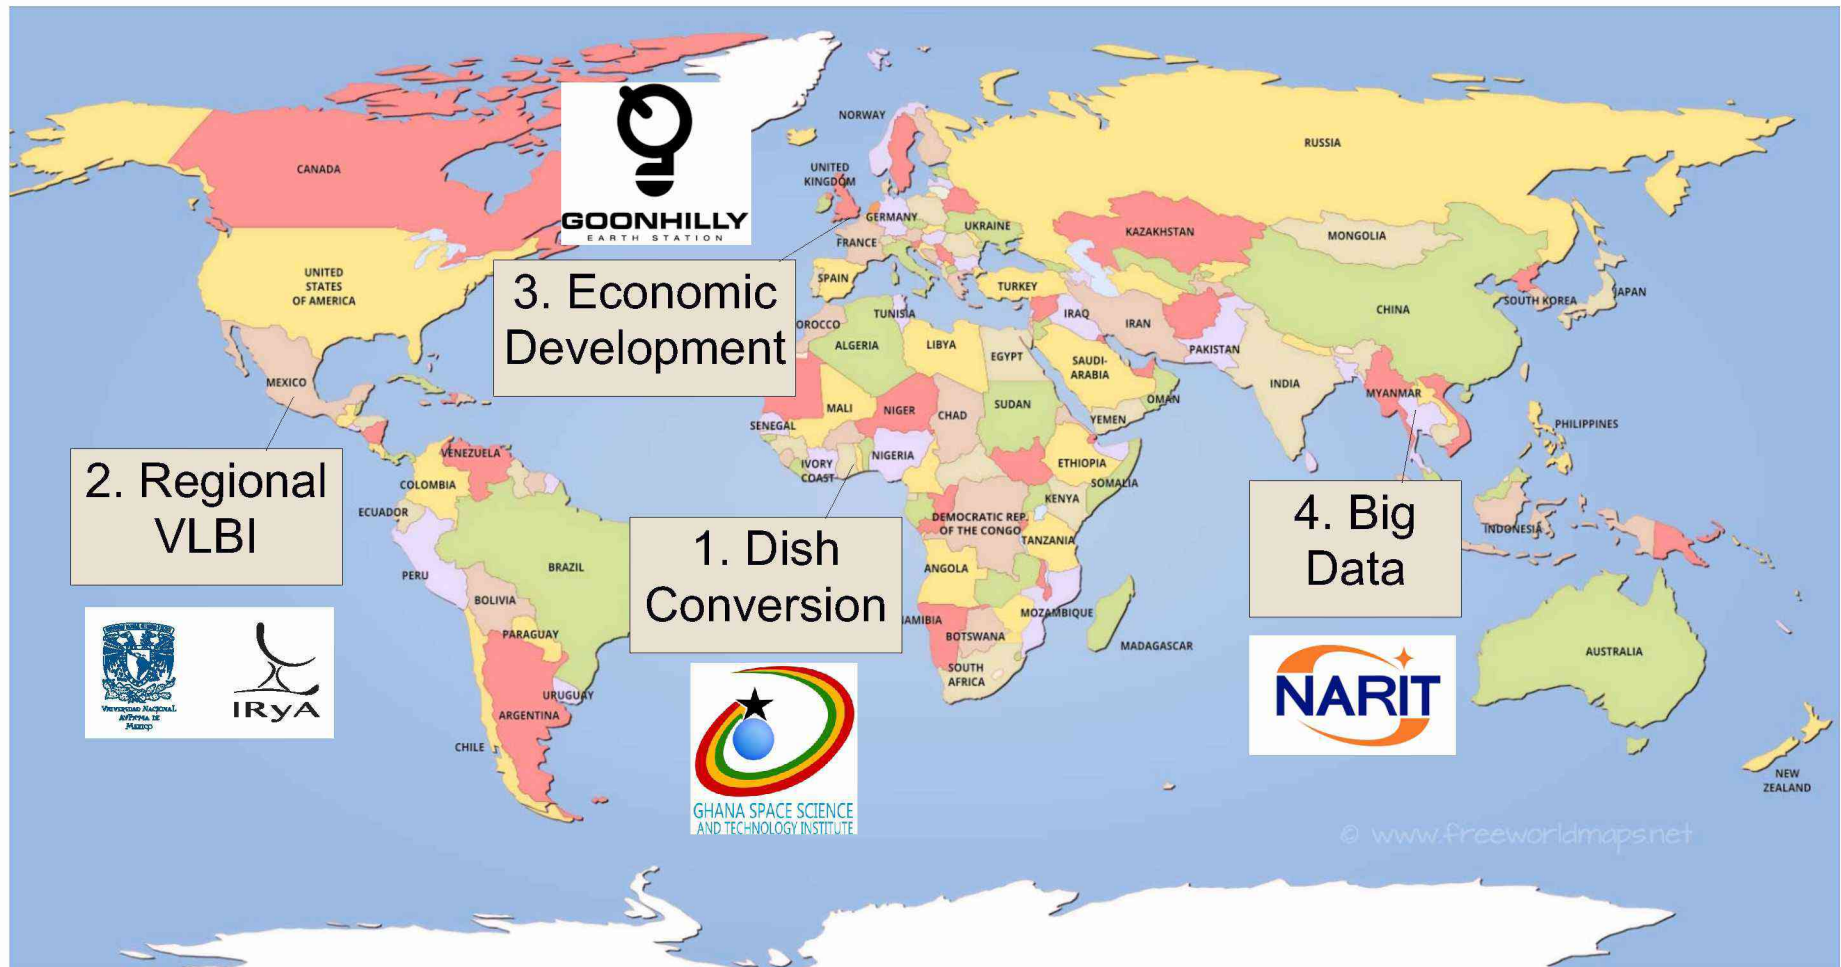 CANADA
UNITED
STATES
OF AMERICA
MEXICO
GOONHILLY
EARTH STATION
3. Economic
Development
2. Regional
VLBI
IRyA
1. Dish
Conversion
GHANA SPACE SCIENCE
AND TECHNOLOGY INSTITUTE
4. Big
Data
NARIT
NORWAY
UNITED
KINGDOM
GERMANY
FRANCE
SPAIN
UKRAINE
TURKEY
RUSSIA
KAZAKHSTAN
MONGOLIA
CHINA
SOUTH KOREA
JAPAN
OROCCO
TUNISIA
ALGERIA
LIBYA
EGYPT
IRAQ
IRAN
SAUDI-
ARABIA
PAKISTAN
INDIA
OMAN
YEMEN
MYANMAR
PHILIPPINES
MALI
NIGER
CHAD
SUDAN
SENEGAL
IVORY
COAST
NIGERIA
ETHIOPIA
SOMALIA
KENYA
DEMOCRATIC REP.
OF THE CONGO
TANZANIA
ANGOLA
AMIBIA
BOTSWANA
MOZAMBIQUE
SOUTH
AFRICA
MADAGASCAR
VENEZUELA
COLOMBIA
ECUADOR
PERU
BRAZIL
BOLIVIA
PARAGUAY
URUGUAY
ARGENTINA
CHILE
INDONESIA
AUSTRALIA
NEW
ZEALAND
© www.freeworldmaps.net